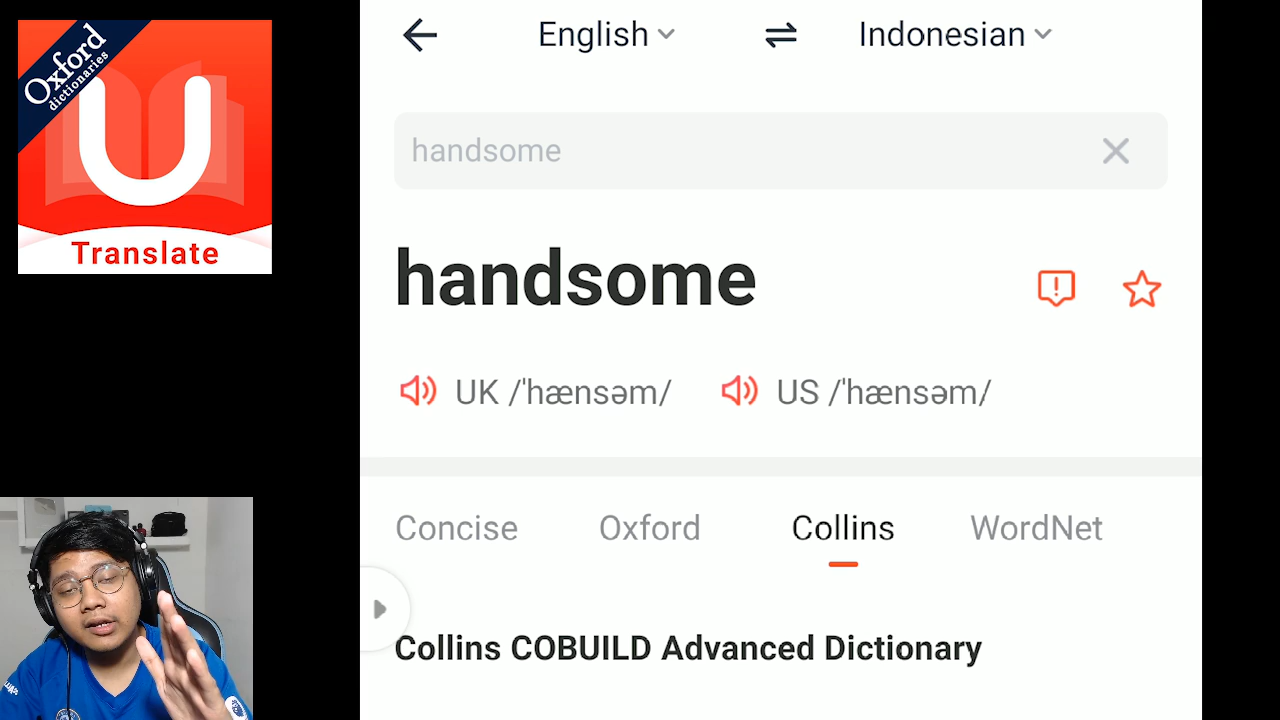 Oxford
dictionaries
Translate
English
Indonesian
handsome
handsome
UK /ˈhænsəm/
US /ˈhænsəm/
Concise
Oxford
Collins
WordNet
Collins COBUILD Advanced Dictionary